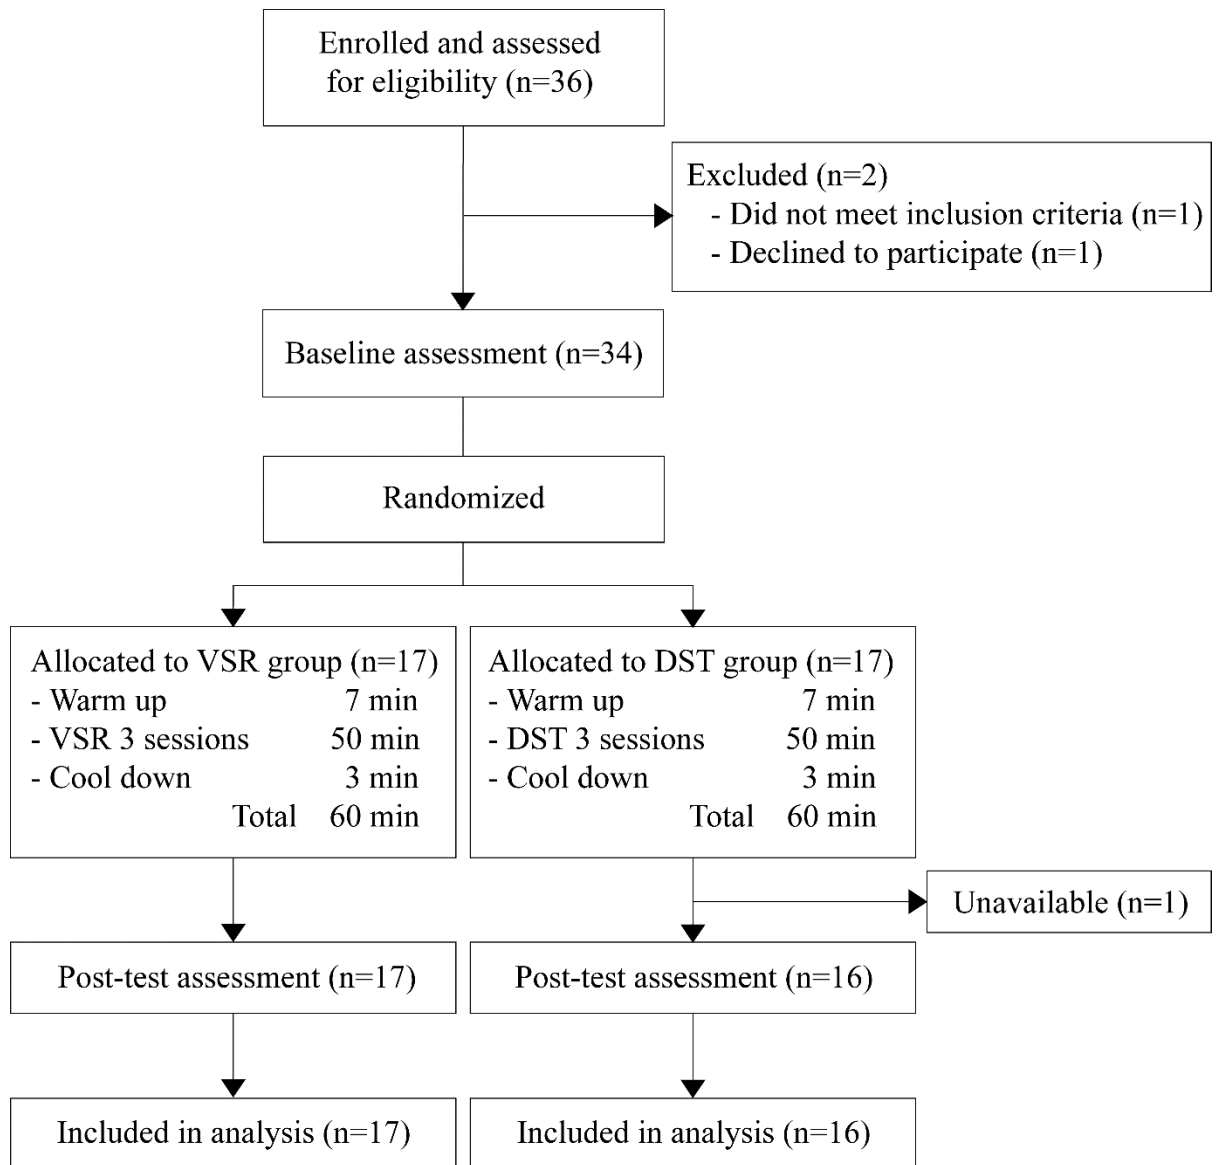 Enrolled and assessed
for eligibility (n=36)
Excluded (n=2)
- Did not meet inclusion criteria (n=1)
- Declined to participate (n=1)
Baseline assessment (n=34)
Randomized
Allocated to VSR group (n=17)
- Warm up 7 min
- VSR 3 sessions 50 min
- Cool down 3 min
Total 60 min
Allocated to DST group (n=17)
- Warm up 7 min
- DST 3 sessions 50 min
- Cool down 3 min
Total 60 min
Unavailable (n=1)
Post-test assessment (n=17)
Post-test assessment (n=16)
Included in analysis (n=17)
Included in analysis (n=16)